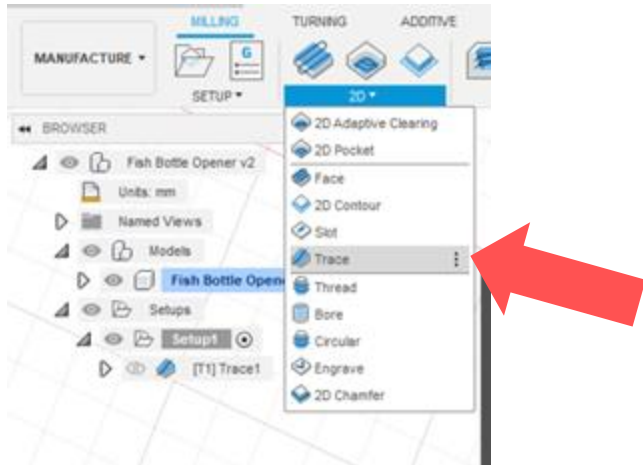 MILLING TURNING ADDITIVE
MANUFACTURE
G
SETUP
2D
BROWSER
2D Adaptive Clearing
2D Pocket
Face
2D Contour
Slot
Trace
Thread
Bore
Circular
Engrave
2D Chamfer
Fish Bottle Opener v2
Units: mm
Named Views
Models
Fish Bottle Open
Setups
Setup1
[T1] Trace1